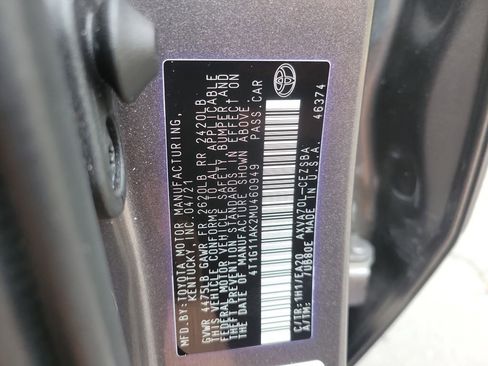 MFD.BY: TOYOTA MOTOR MANUFACTURING,
KENTUCKY, INC. 04/21
GVWR 4475LB GAWR FR 2620LB RR 2420LB
THIS VEHICLE CONFORMS TO ALL APPLICABLE
FEDERAL MOTOR VEHICLE SAFETY, BUMPER AND
THEFT PREVENTION STANDARDS IN EFFECT ON
THE DATE OF MANUFACTURE SHOWN ABOVE.
4T1G11AK2MU460949 PASS.CAR
C/TR:1H1/EA20 AXVA70L-CEZSBA
A/TM: /UB80E MADE IN U.S.A.
46374